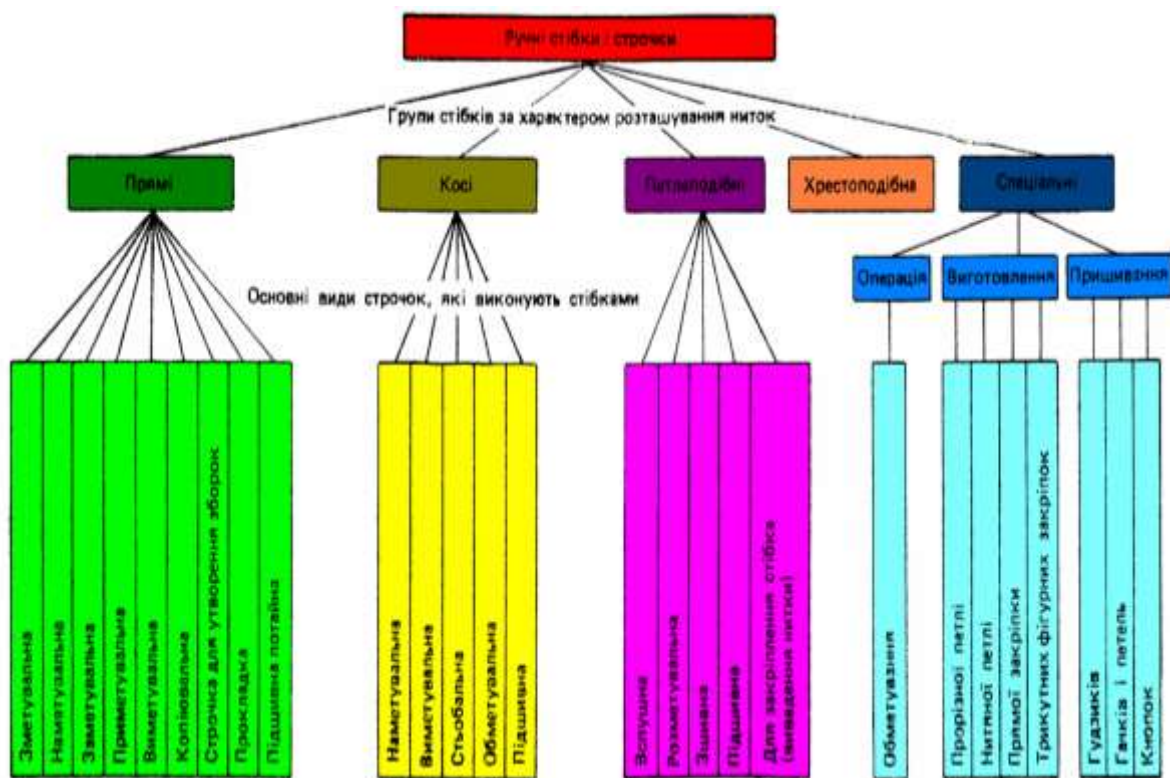 Ручні стібки і строчки
Групи стібків за характером розташування ниток
Прямі
Косі
Петлеподібні
Хрестоподібна
Спеціальні
Операція
Виготовлення
Пришивання
Основні види строчок, які виконують стібками
Зметувальна
Наметувальна
Заметувальна
Приметувальна
Виметувальна
Копіювальна
Строчка для утворення зборок
Прокладка
Підшивна потайна
Наметувальна
Виметувальна
Стьобальна
Обметувальна
Підшивна
Розметувальна
Зшивна
Підшивна
Для закріплення стібка
(виведення нитки)
Обметування
Прорізної петлі
Нитяної петлі
Прямої закріпки
Трикутних фігурних закріпок
Гудзиків
Гачків і петель
Кнопок